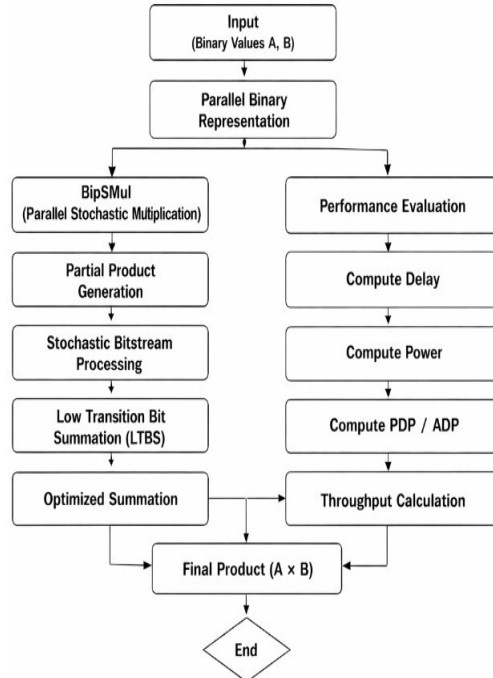 Input
(Binary Values A, B)
Parallel Binary
Representation
BipSMul
(Parallel Stochastic Multiplication)
Partial Product
Generation
Stochastic Bitstream
Processing
Low Transition Bit
Summation (LTBS)
Optimized Summation
Performance Evaluation
Compute Delay
Compute Power
Compute PDP / ADP
Throughput Calculation
Final Product (A × B)
End